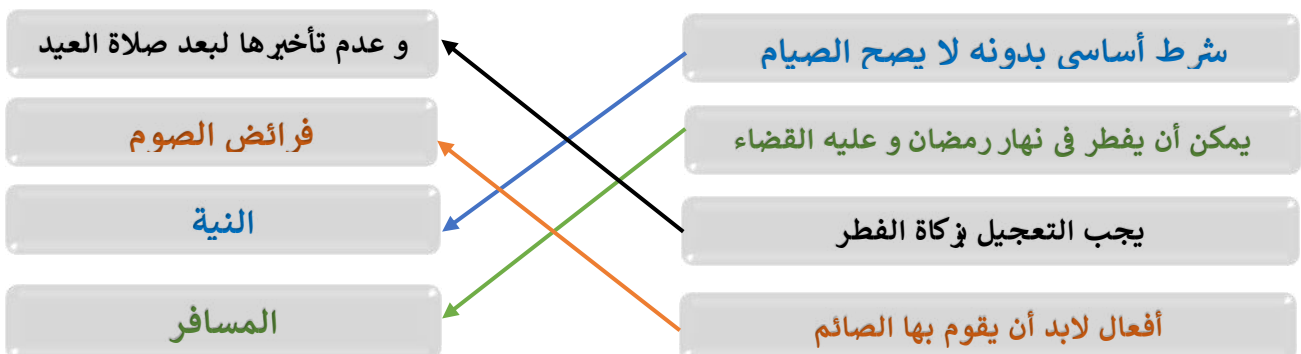 شرط أساسى بدونه لا يصح الصيام
و عدم تأخيرها لبعد صلاة العيد
يمكن أن يفطر فى نهار رمضان و عليه القضاء
فرائض الصوم
يجب التعجيل بزكاة الفطر
النية
أفعال لابد أن يقوم بها الصائم
المسافر